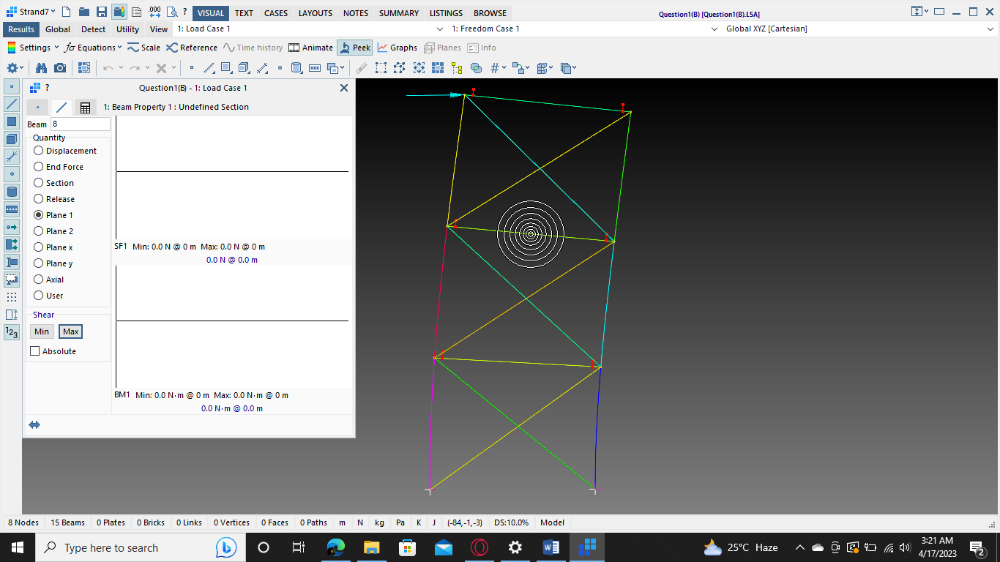 Strand7 .000 ? VISUAL TEXT CASES LAYOUTS NOTES SUMMARY LISTINGS BROWSE Question1(B) [Question1(B).LSA]
Results Global Detect Utility View 1: Load Case 1 1: Freedom Case 1 Global XYZ [Cartesian]
Settings ƒx Equations Scale Reference Time history Animate Peek Graphs Planes Info
? Question1(B) - 1: Load Case 1
1: Beam Property 1 : Undefined Section
Beam 8
Quantity
Displacement
End Force
Section
Release
Plane 1
Plane 2
Plane x
Plane y
Axial
User
Shear
Min Max
Absolute
SF1 Min: 0.0 N @ 0 m Max: 0.0 N @ 0 m
0.0 N @ 0.0 m
BM1 Min: 0.0 N·m @ 0 m Max: 0.0 N·m @ 0 m
0.0 N·m @ 0.0 m
123
8 Nodes 15 Beams 0 Plates 0 Bricks 0 Links 0 Vertices 0 Faces 0 Paths m N kg Pa K J (-84,-1,-3) DS:10.0% Model
Type here to search 25°C Haze 3:21 AM
4/17/2023 2